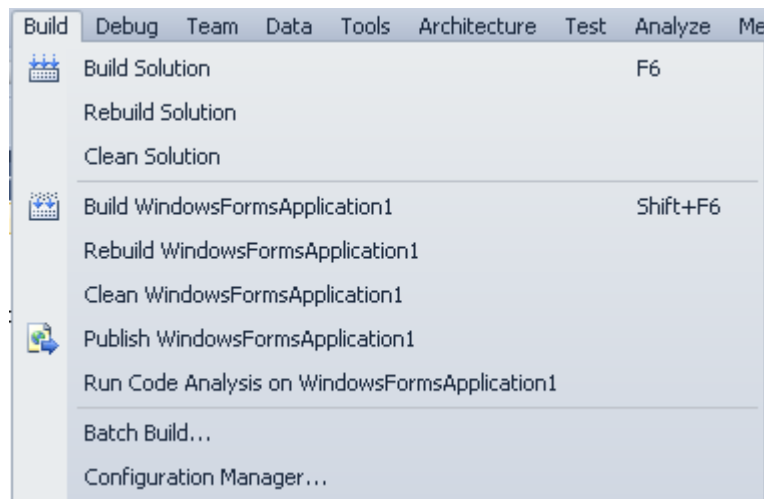 Build Debug Team Data Tools Architecture Test Analyze Me
Build Solution F6
Rebuild Solution
Clean Solution
Build WindowsFormsApplication1 Shift+F6
Rebuild WindowsFormsApplication1
Clean WindowsFormsApplication1
Publish WindowsFormsApplication1
Run Code Analysis on WindowsFormsApplication1
Batch Build...
Configuration Manager...